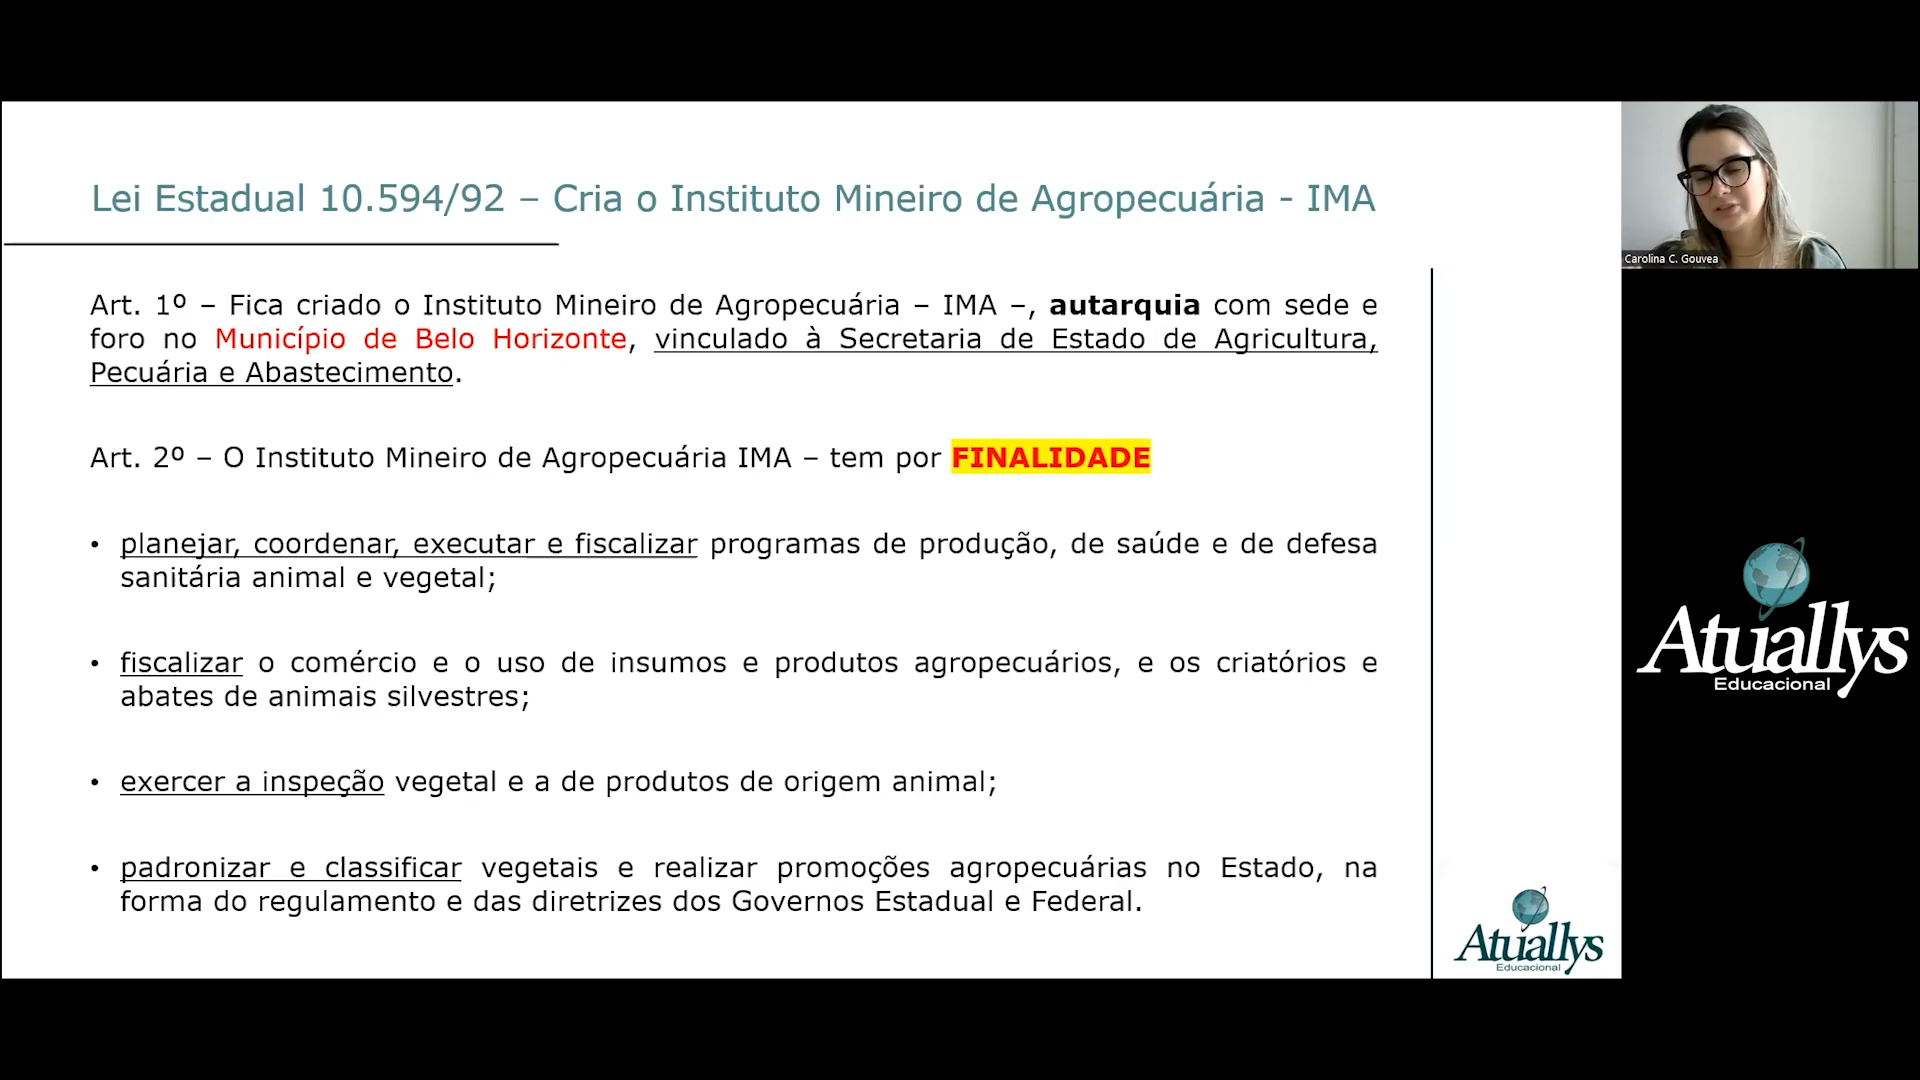 Lei Estadual 10.594/92 – Cria o Instituto Mineiro de Agropecuária - IMA
Art. 1º – Fica criado o Instituto Mineiro de Agropecuária – IMA –, autarquia com sede e
foro no Município de Belo Horizonte, vinculado à Secretaria de Estado de Agricultura,
Pecuária e Abastecimento.
Art. 2º – O Instituto Mineiro de Agropecuária IMA – tem por FINALIDADE
• planejar, coordenar, executar e fiscalizar programas de produção, de saúde e de defesa
sanitária animal e vegetal;
• fiscalizar o comércio e o uso de insumos e produtos agropecuários, e os criatórios e
abates de animais silvestres;
• exercer a inspeção vegetal e a de produtos de origem animal;
• padronizar e classificar vegetais e realizar promoções agropecuárias no Estado, na
forma do regulamento e das diretrizes dos Governos Estadual e Federal.
Atuallys
Educacional
Carolina C. Gouvea
Atuallys
Educacional